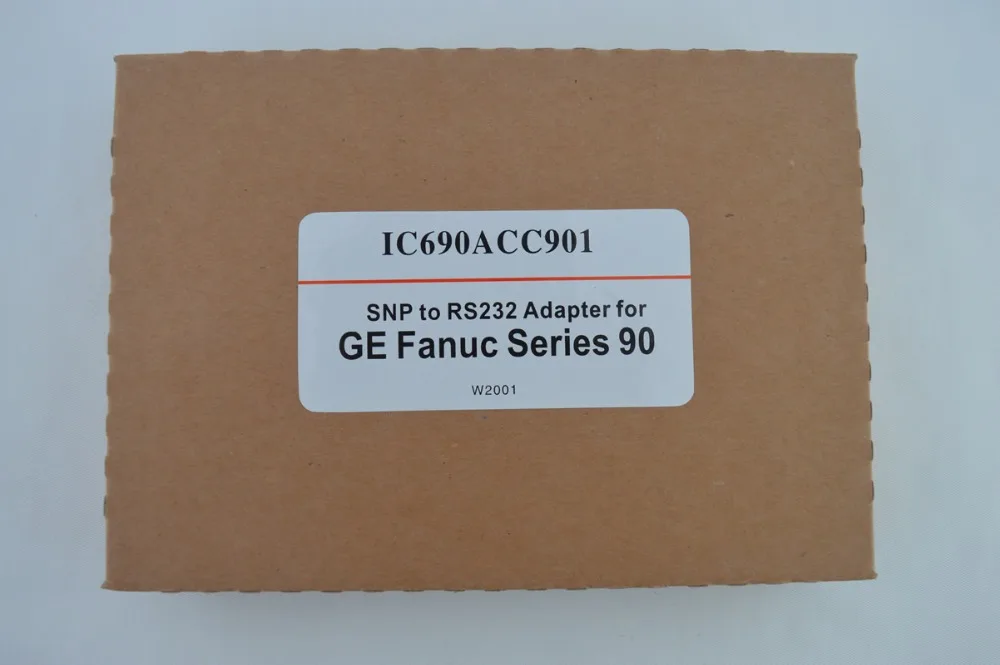 IC690ACC901
SNP to RS232 Adapter for
GE Fanuc Series 90
W2001